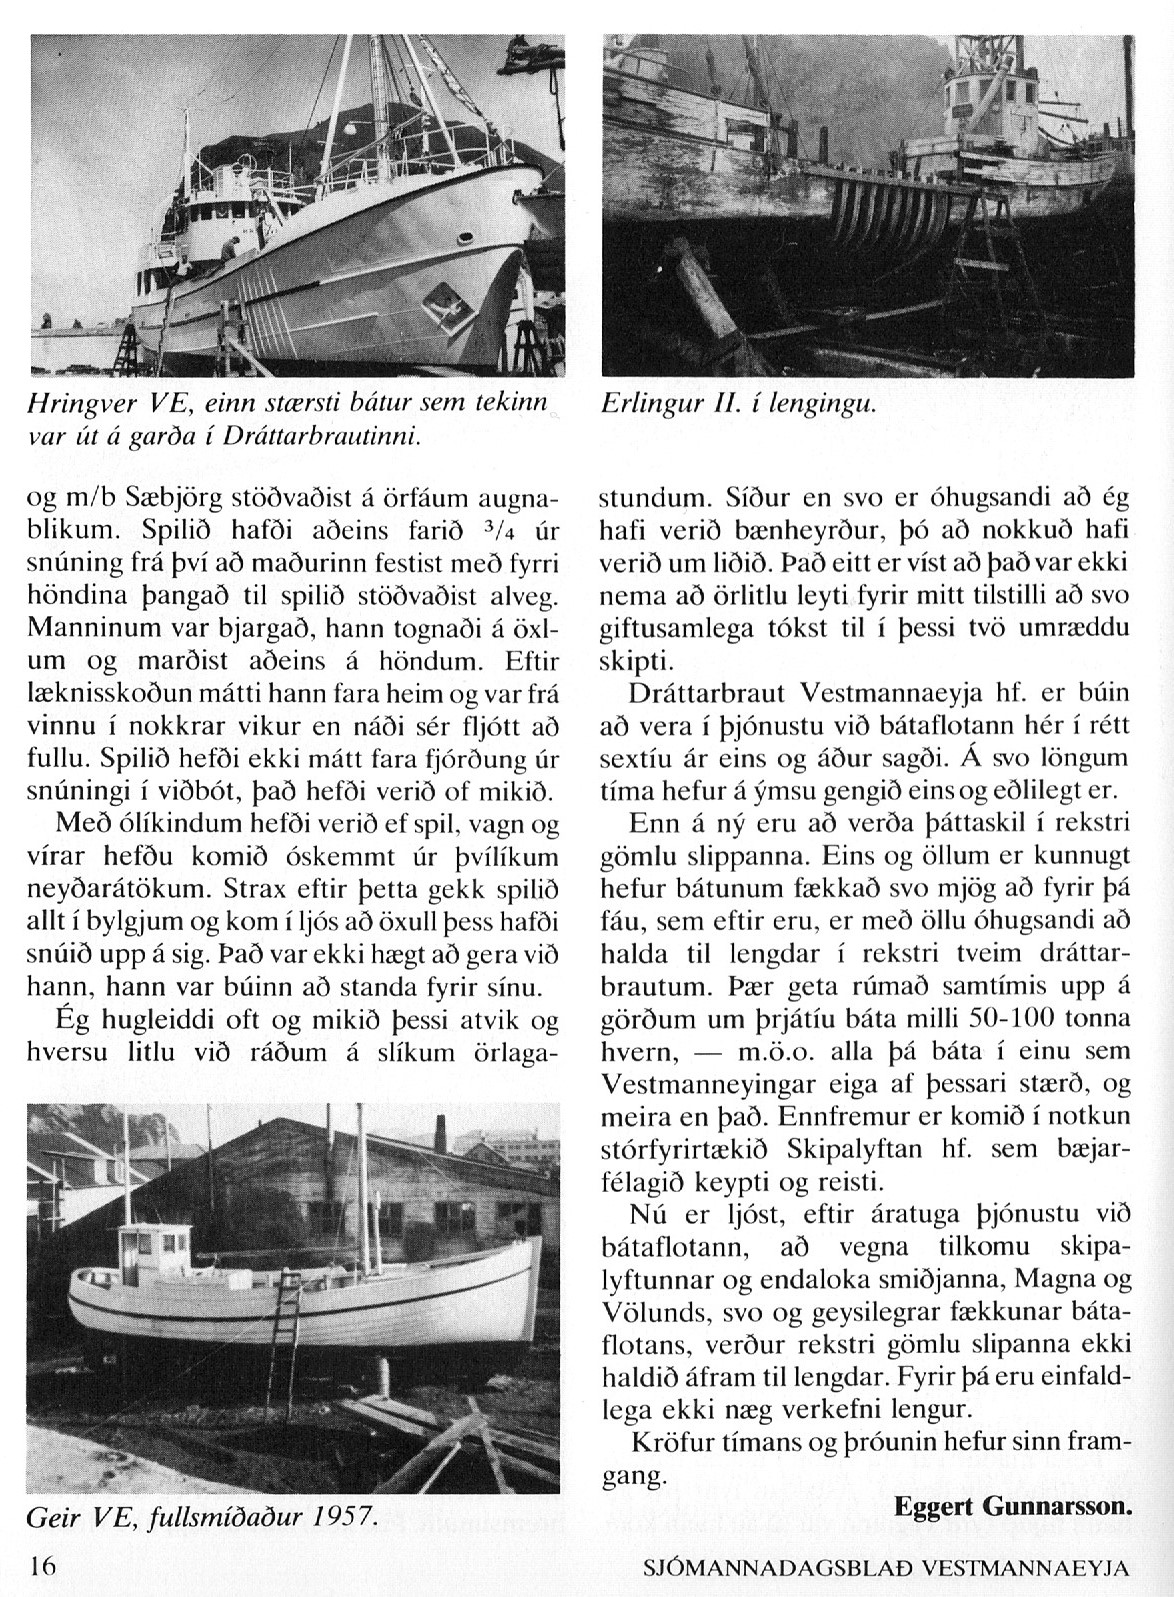 Hringver VE, einn stærsti bátur sem tekinn
var út á garða í Dráttarbrautinni.
Erlingur II. í lengingu.
og m/b Sæbjörg stöðvaðist á örfáum augna-
blikum. Spilið hafði aðeins farið ¾ úr
snúning frá því að maðurinn festist með fyrri
höndina þangað til spilið stöðvaðist alveg.
Manninum var bjargað, hann tognaði á öxl-
um og marðist aðeins á höndum. Eftir
læknisskoðun mátti hann fara heim og var frá
vinnu í nokkrar vikur en náði sér fljótt að
fullu. Spilið hefði ekki mátt fara fjórðung úr
snúningi í viðbót, það hefði verið of mikið.
Með ólíkindum hefði verið ef spil, vagn og
vírar hefðu komið óskemmt úr þvílíkum
neyðarátökum. Strax eftir þetta gekk spilið
allt í bylgjum og kom í ljós að öxull þess hafði
snúið upp á sig. Það var ekki hægt að gera við
hann, hann var búinn að standa fyrir sínu.
Ég hugleiddi oft og mikið þessi atvik og
hversu litlu við ráðum á slíkum örlaga-
Geir VE, fullsmíðaður 1957.
stundum. Síður en svo er óhugsandi að ég
hafi verið bænheyrður, þó að nokkuð hafi
verið um liðið. Það eitt er víst að það var ekki
nema að örlitlu leyti fyrir mitt tilstilli að svo
giftusamlega tókst til í þessi tvö umræddu
skipti.
Dráttarbraut Vestmannaeyja hf. er búin
að vera í þjónustu við bátaflotann hér í rétt
sextíu ár eins og áður sagði. Á svo löngum
tíma hefur á ýmsu gengið eins og eðlilegt er.
Enn á ný eru að verða þáttaskil í rekstri
gömlu slippanna. Eins og öllum er kunnugt
hefur bátunum fækkað svo mjög að fyrir þá
fáu, sem eftir eru, er með öllu óhugsandi að
halda til lengdar í rekstri tveim dráttar-
brautum. Þær geta rúmað samtímis upp á
görðum um þrjátíu báta milli 50-100 tonna
hvern, — m.ö.o. alla þá báta í einu sem
Vestmanneyingar eiga af þessari stærð, og
meira en það. Ennfremur er komið í notkun
stórfyrirtækið Skipalyftan hf. sem bæjar-
félagið keypti og reisti.
Nú er ljóst, eftir áratuga þjónustu við
bátaflotann, að vegna tilkomu skipa-
lyftunnar og endaloka smiðjanna, Magna og
Völunds, svo og geysilegrar fækkunar báta-
flotans, verður rekstri gömlu slipanna ekki
haldið áfram til lengdar. Fyrir þá eru einfald-
lega ekki næg verkefni lengur.
Kröfur tímans og þróunin hefur sinn fram-
gang.
Eggert Gunnarsson.
16
SJÓMANNADAGSBLAÐ VESTMANNAEYJA